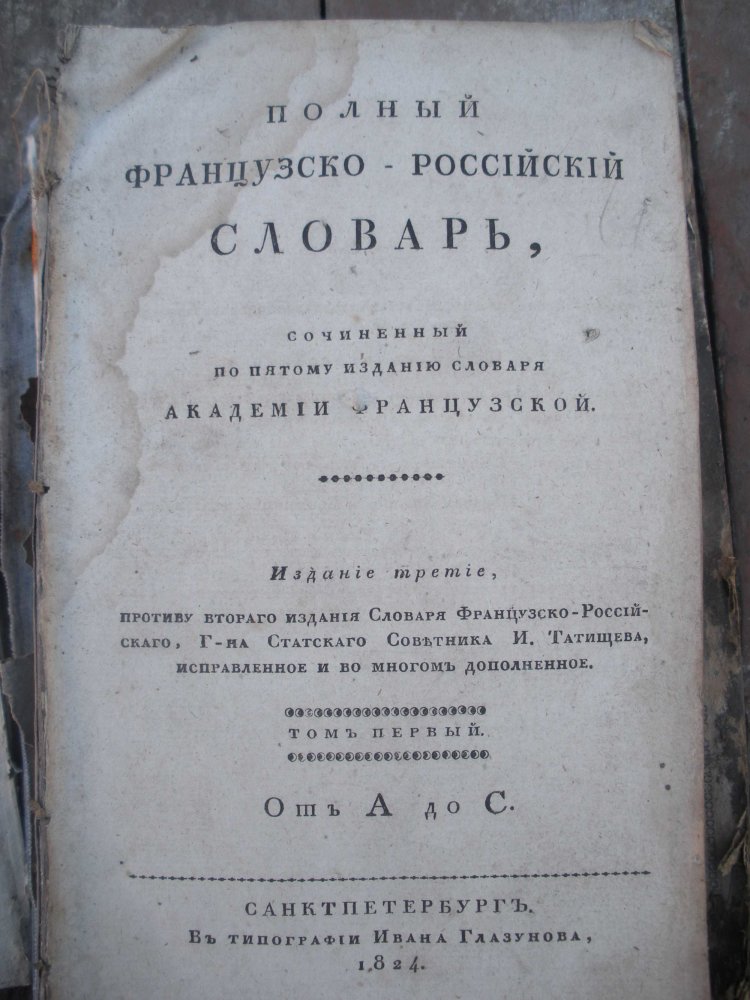 ПОЛНЫЙ
ФРАНЦУЗСКО - РОССІЙСКІЙ
СЛОВАРЬ,
СОЧИНЕННЫЙ
ПО ПЯТОМУ ИЗДАНІЮ СЛОВАРЯ
АКАДЕМІИ ФРАНЦУЗСКОЙ.
Изданіе третіе,
ПРОТИВУ ВТОРАГО ИЗДАНІЯ СЛОВАРЯ ФРАНЦУЗСКО-РОССІЙ-
СКАГО, Г-НА СТАТСКАГО СОВѢТНИКА И. ТАТИЩЕВА,
ИСПРАВЛЕННОЕ И ВО МНОГОМЪ ДОПОЛНЕННОЕ.
ТОМЪ ПЕРВЫЙ.
Отъ А до С.
САНКТПЕТЕРБУРГЪ.
ВЪ ТИПОГРАФІИ ИВАНА ГЛАЗУНОВА,
1824.